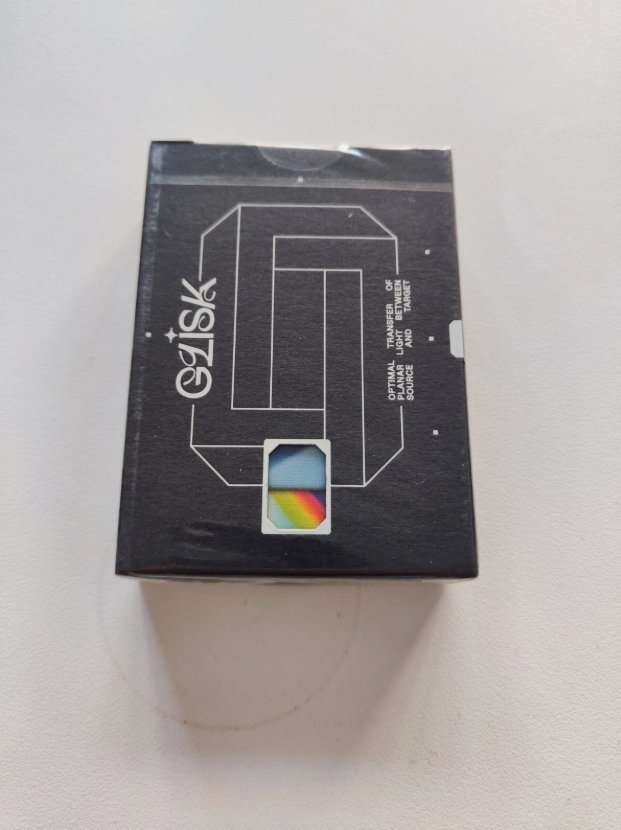 GLISK
OPTIMAL TRANSFER OF
PLANAR LIGHT BETWEEN
SOURCE AND TARGET